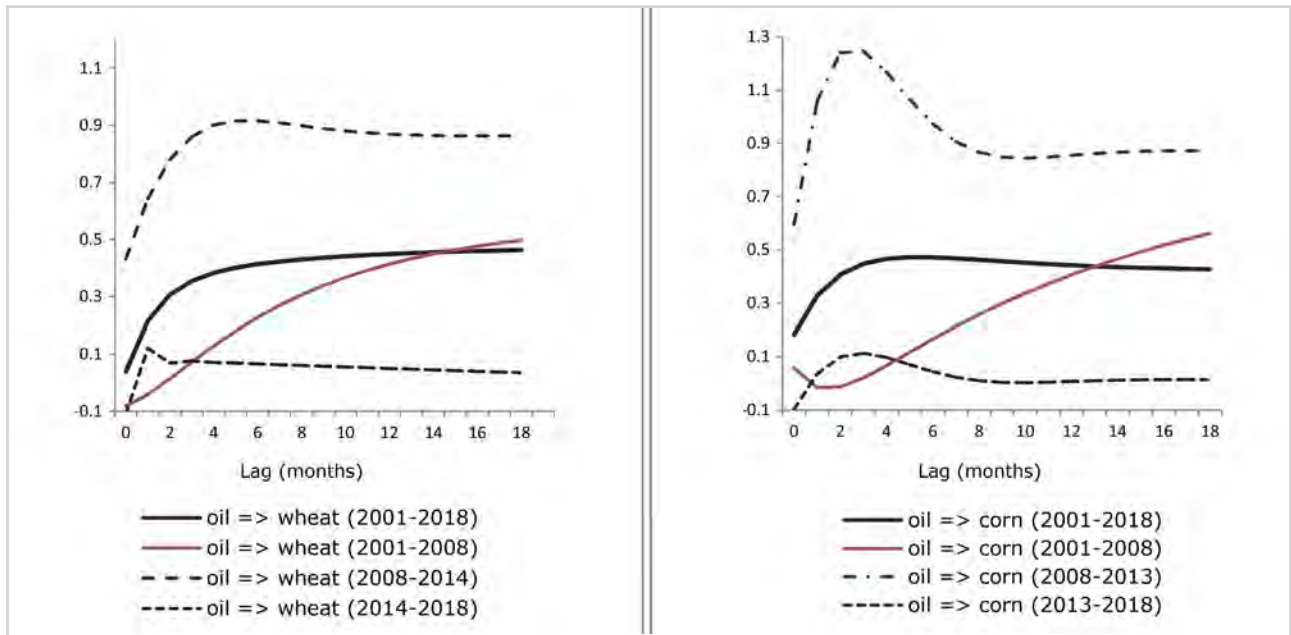 1.1
0.9
0.7
0.5
0.3
0.1
-0.1
0 2 4 6 8 10 12 14 16 18
Lag (months)
oil => wheat (2001-2018)
oil => wheat (2001-2008)
oil => wheat (2008-2014)
oil => wheat (2014-2018)
1.3
1.1
0.9
0.7
0.5
0.3
0.1
-0.1
0 2 4 6 8 10 12 14 16 18
Lag (months)
oil => corn (2001-2018)
oil => corn (2001-2008)
oil => corn (2008-2013)
oil => corn (2013-2018)